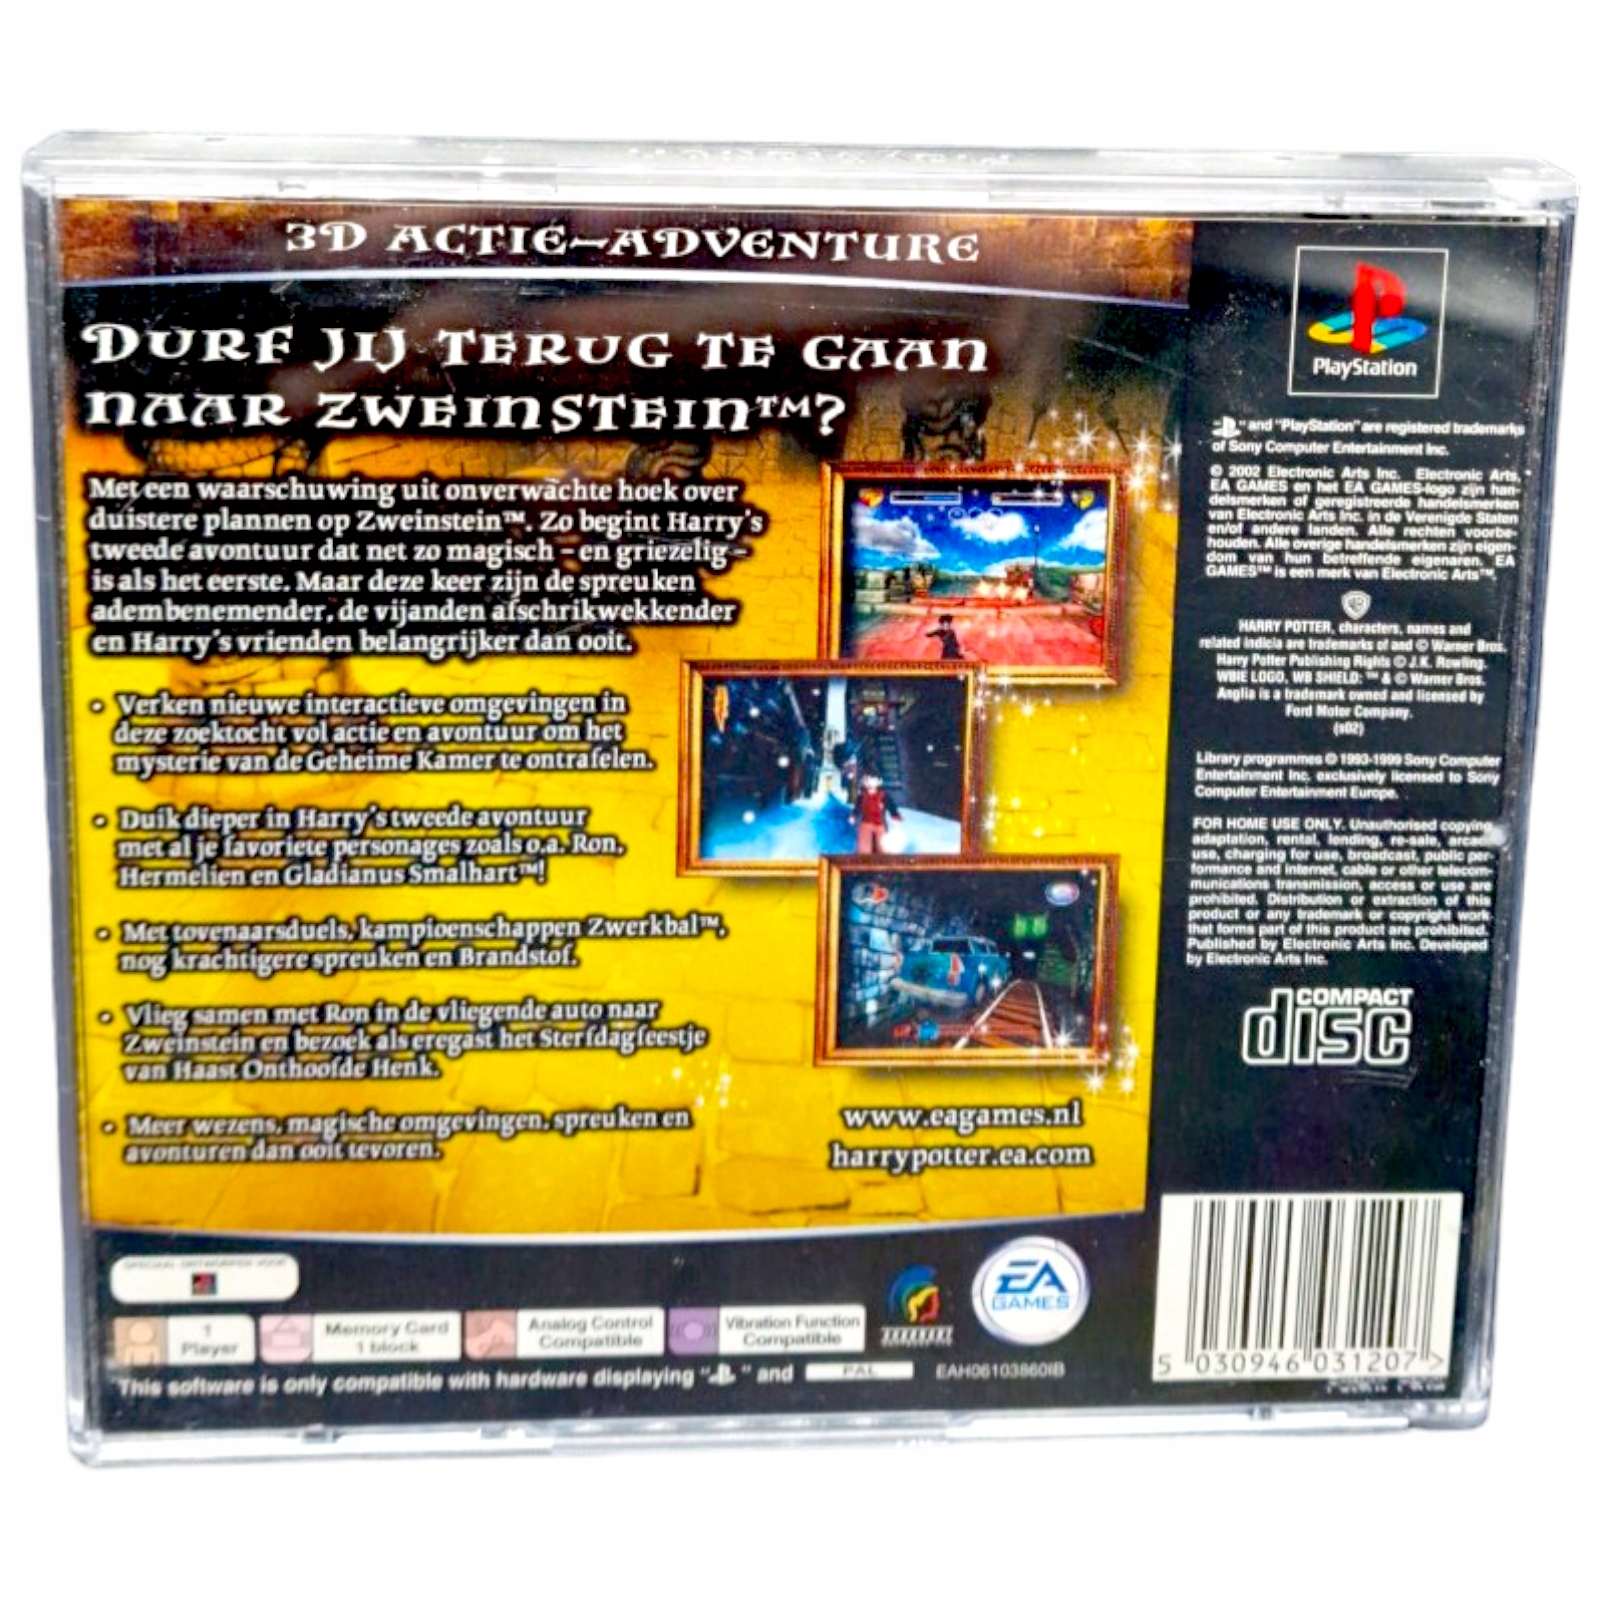 3D ACTIE-ADVENTURE
DURF JIJ TERUG TE GAAN
NAAR ZWEINSTEIN™?
Met een waarschuwing uit onverwachte hoek over
duistere plannen op Zweinstein™. Zo begint Harry's
tweede avontuur dat net zo magisch – en griezelig –
is als het eerste. Maar deze keer zijn de spreuken
adembenemender, de vijanden afschrikwekkender
en Harry's vrienden belangrijker dan ooit.
• Verken nieuwe interactieve omgevingen in
deze zoektocht vol actie en avontuur om het
mysterie van de Geheime Kamer te ontrafelen.
• Duik dieper in Harry's tweede avontuur
met al je favoriete personages zoals o.a. Ron,
Hermelien en Gladianus Smalhart™!
• Met tovenaarsduels, kampioenschappen Zwerkbal™,
nog krachtigere spreuken en Brandstof.
• Vlieg samen met Ron in de vliegende auto naar
Zweinstein en bezoek als eregast het Sterfdagfeestje
van Haast Onthoofde Henk.
• Meer wezens, magische omgevingen, spreuken en
avonturen dan ooit tevoren.
www.eagames.nl
harrypotter.ea.com
PlayStation
" and "PlayStation" are registered trademarks
of Sony Computer Entertainment Inc.
© 2002 Electronic Arts Inc. Electronic Arts,
EA GAMES en het EA GAMES-logo zijn han-
delsmerken of geregistreerde handelsmerken
van Electronic Arts Inc. in de Verenigde Staten
en/of andere landen. Alle rechten voorbe-
houden. Alle overige handelsmerken zijn eigen-
dom van hun betreffende eigenaren. EA
GAMES™ is een merk van Electronic Arts™.
HARRY POTTER, characters, names and
related indicia are trademarks of and © Warner Bros.
Harry Potter Publishing Rights © J.K. Rowling.
WBIE LOGO, WB SHIELD: ™ & © Warner Bros.
Anglia is a trademark owned and licensed by
Ford Motor Company.
(s02)
Library programmes © 1993-1999 Sony Computer
Entertainment Inc. exclusively licensed to Sony
Computer Entertainment Europe.
FOR HOME USE ONLY. Unauthorised copying,
adaptation, rental, lending, re-sale, arcade
use, charging for use, broadcast, public per-
formance and internet, cable or other telecom-
munications transmission, access or use are
prohibited. Distribution or extraction of this
product or any trademark or copyright work
that forms part of this product are prohibited.
Published by Electronic Arts Inc. Developed
by Electronic Arts Inc.
COMPACT
disc
SPECIAAL ONTWORPEN VOOR
1
Player
Memory Card
1 block
Analog Control
Compatible
Vibration Function
Compatible
EA
GAMES
This software is only compatible with hardware displaying " " and PAL
EAH06103860IB
5 030946 031207 >